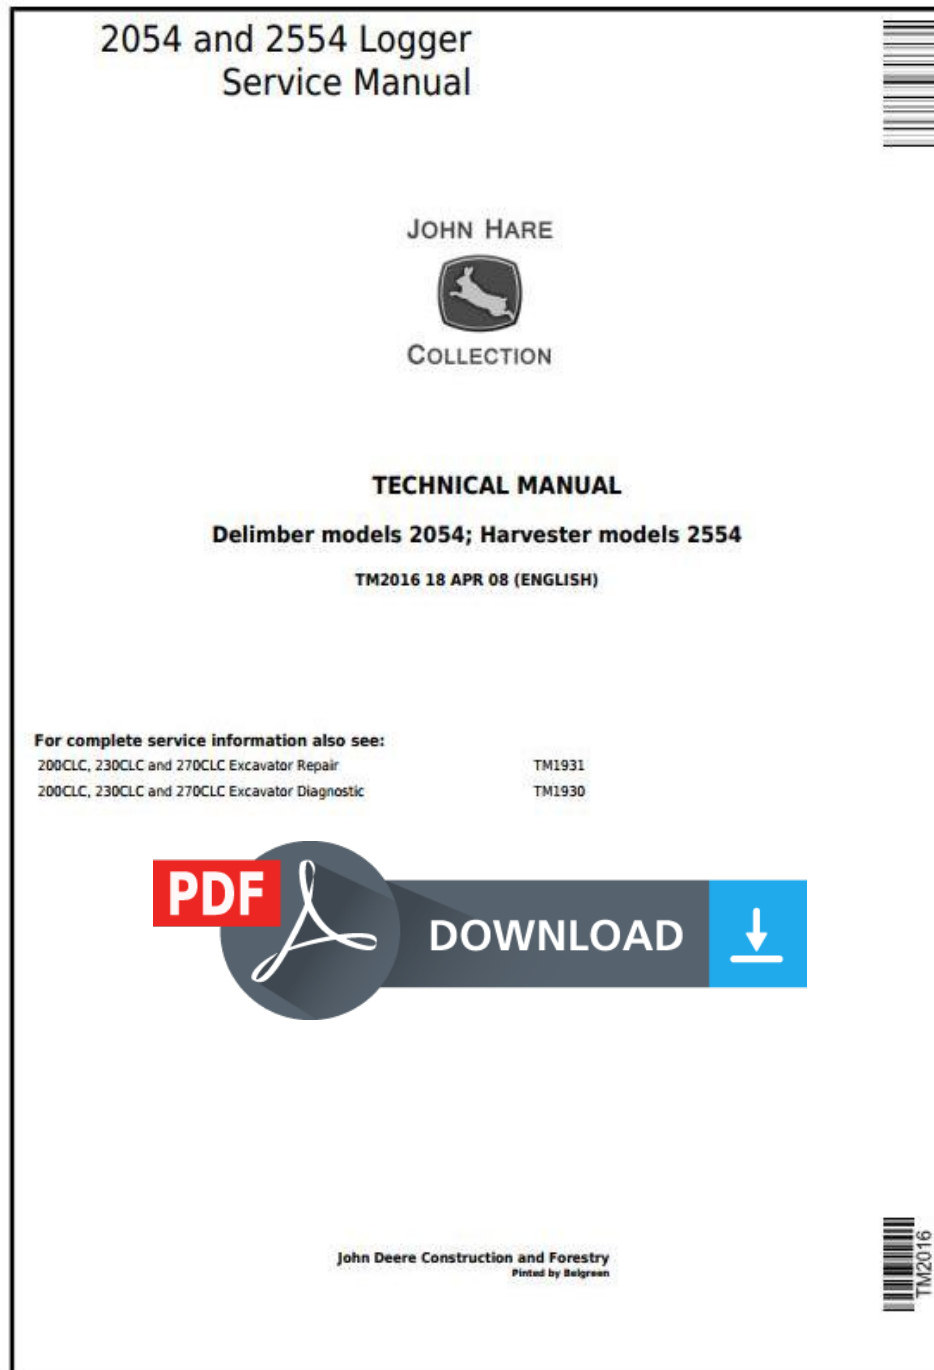 2054 and 2554 Logger
Service Manual
JOHN HARE
COLLECTION
TECHNICAL MANUAL
Delimber models 2054; Harvester models 2554
TM2016 18 APR 08 (ENGLISH)
For complete service information also see:
200CLC, 230CLC and 270CLC Excavator Repair TM1931
200CLC, 230CLC and 270CLC Excavator Diagnostic TM1930
PDF
DOWNLOAD
John Deere Construction and Forestry
Pinted by Belgreen
TM2016